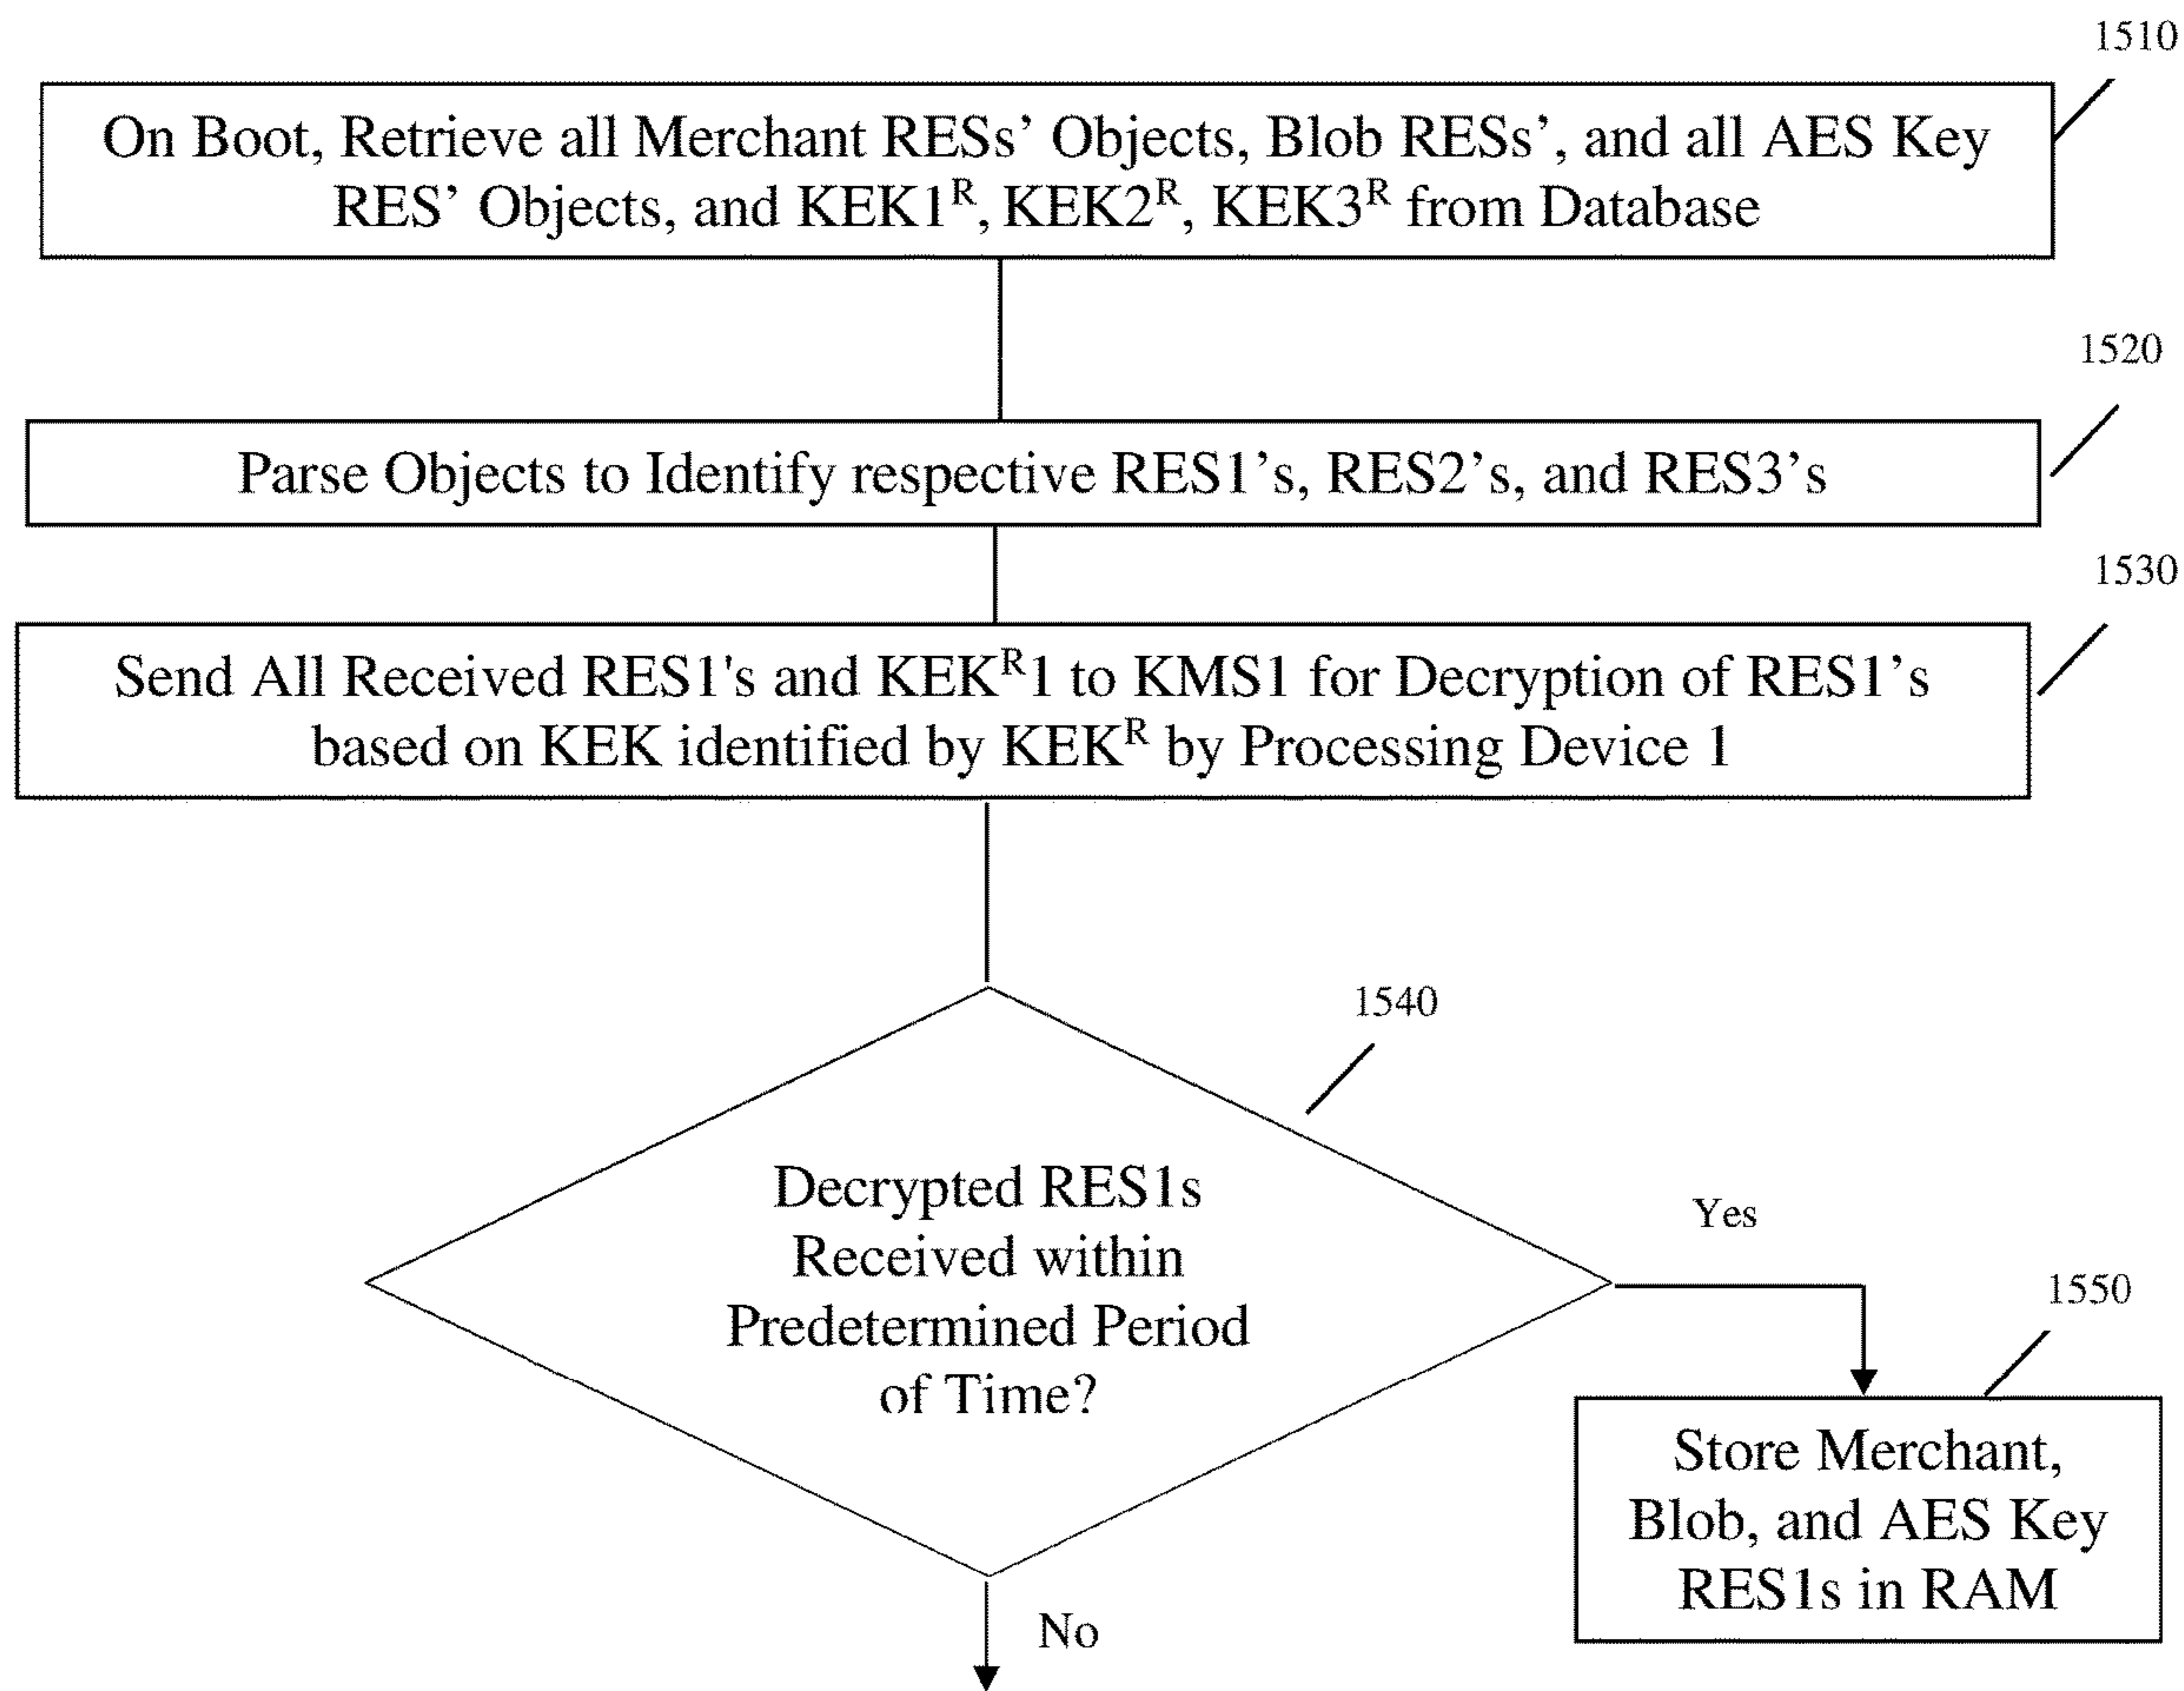 1510
On Boot, Retrieve all Merchant RESs’ Objects, Blob RESs’, and all AES Key
RES’ Objects, and KEK1ᴿ, KEK2ᴿ, KEK3ᴿ from Database
1520
Parse Objects to Identify respective RES1’s, RES2’s, and RES3’s
1530
Send All Received RES1's and KEKᴿ1 to KMS1 for Decryption of RES1’s
based on KEK identified by KEKᴿ by Processing Device 1
1540
Decrypted RES1s
Received within
Predetermined Period
of Time?
Yes
1550
Store Merchant,
Blob, and AES Key
RES1s in RAM
No